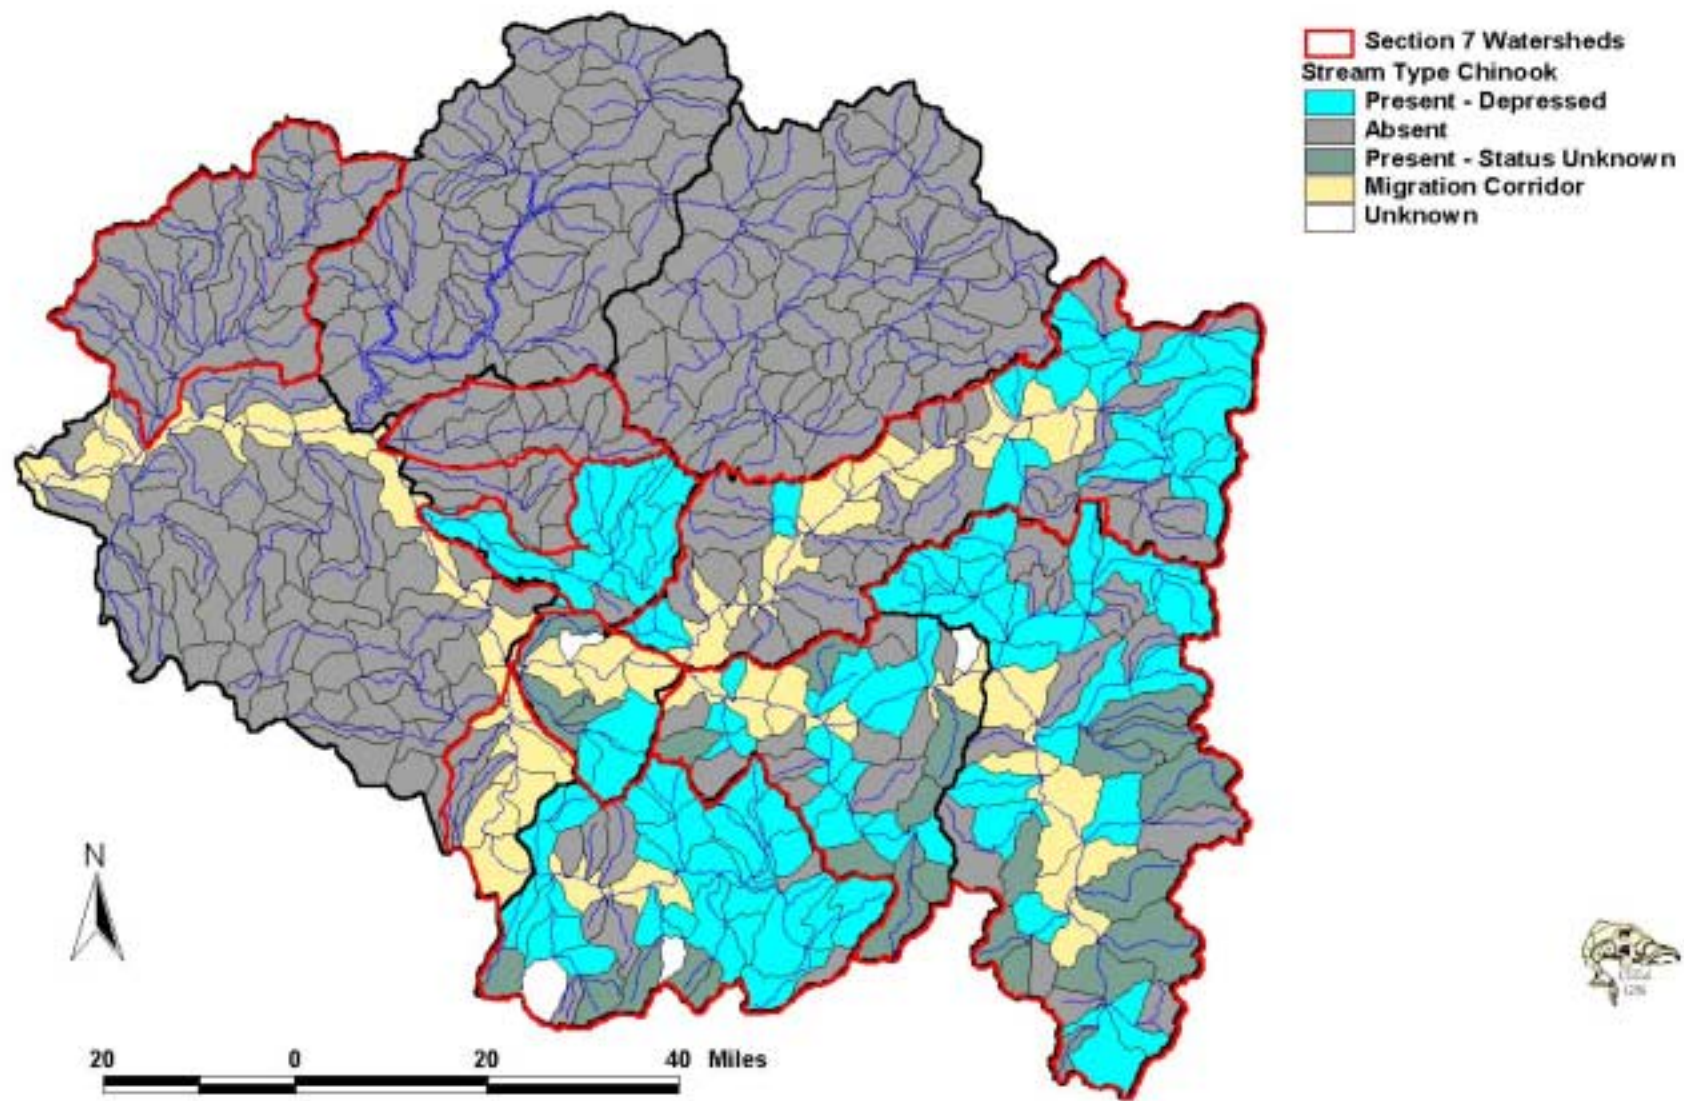 Section 7 Watersheds
Stream Type Chinook
Present - Depressed
Absent
Present - Status Unknown
Migration Corridor
Unknown
N
20 0 20 40 Miles